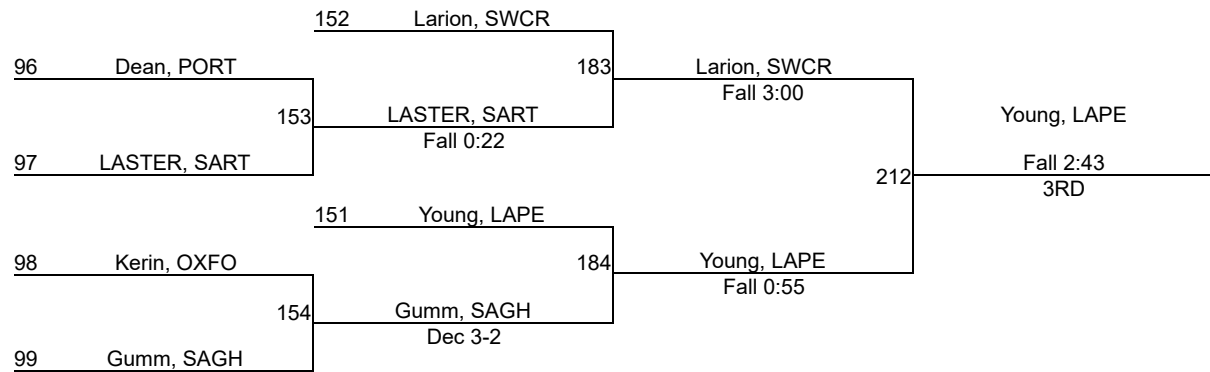 152 Larion, SWCR
96 Dean, PORT
183 Larion, SWCR
Fall 3:00
153 LASTER, SART
Fall 0:22
Young, LAPE
97 LASTER, SART
Fall 2:43
212
3RD
151 Young, LAPE
98 Kerin, OXFO
184 Young, LAPE
Fall 0:55
154 Gumm, SAGH
Dec 3-2
99 Gumm, SAGH